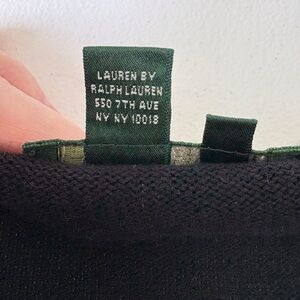 LAUREN BY
RALPH LAUREN
550 7TH AVE
NY NY 10018